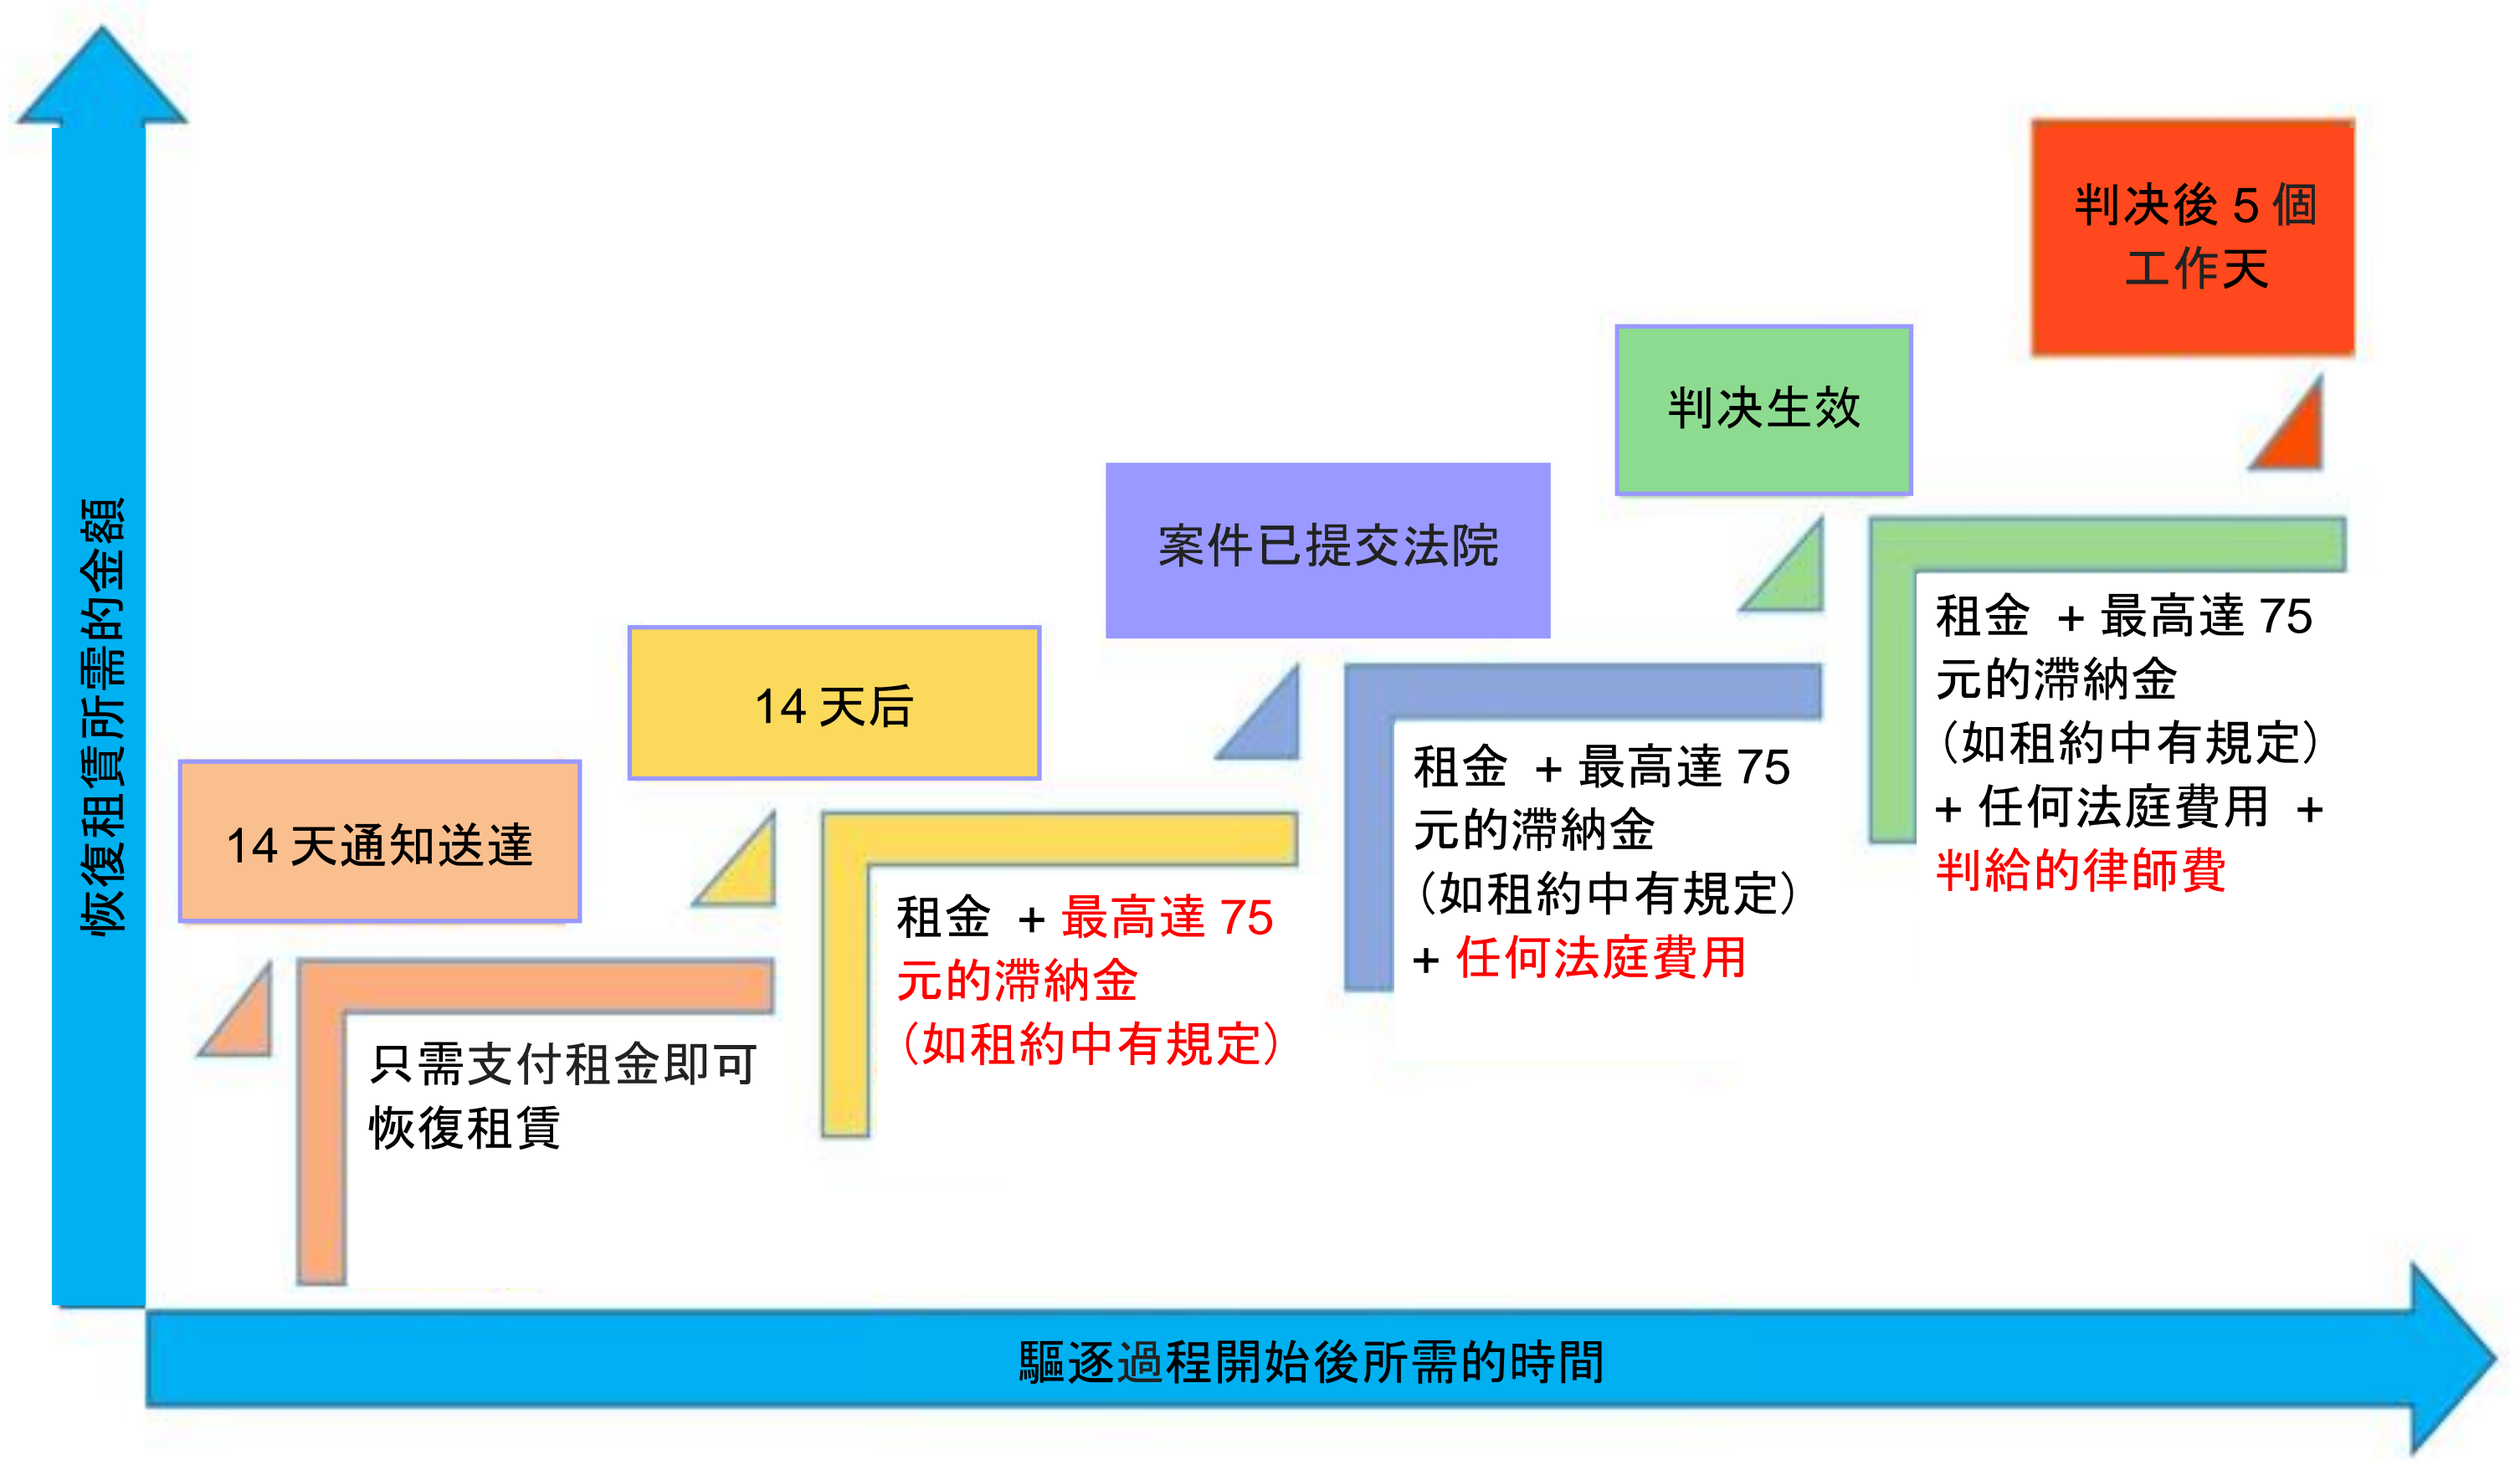 恢復租賃所需的金額
14 天通知送達
只需支付租金即可
恢復租賃
14 天后
租金 + 最高達 75
元的滯納金
（如租約中有規定）
案件已提交法院
租金 + 最高達 75
元的滯納金
（如租約中有規定）
+ 任何法庭費用
判決生效
租金 + 最高達 75
元的滯納金
（如租約中有規定）
+ 任何法庭費用 +
判給的律師費
判決後 5 個
工作天
驅逐過程開始後所需的時間